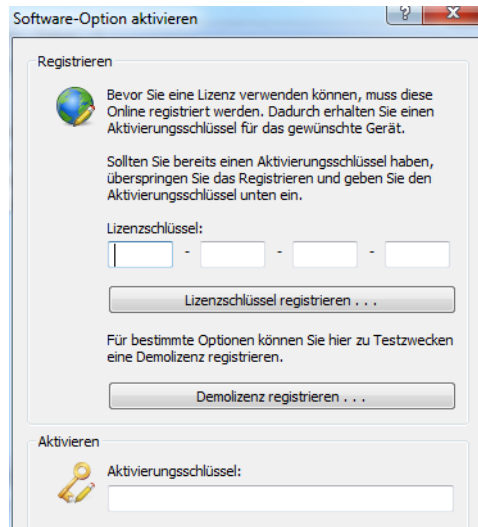 Software-Option aktivieren
Registrieren
Bevor Sie eine Lizenz verwenden können, muss diese
Online registriert werden. Dadurch erhalten Sie einen
Aktivierungsschlüssel für das gewünschte Gerät.
Sollten Sie bereits einen Aktivierungsschlüssel haben,
überspringen Sie das Registrieren und geben Sie den
Aktivierungsschlüssel unten ein.
Lizenzschlüssel:
- - -
Lizenzschlüssel registrieren . . .
Für bestimmte Optionen können Sie hier zu Testzwecken
eine Demolizenz registrieren.
Demolizenz registrieren . . .
Aktivieren
Aktivierungsschlüssel: